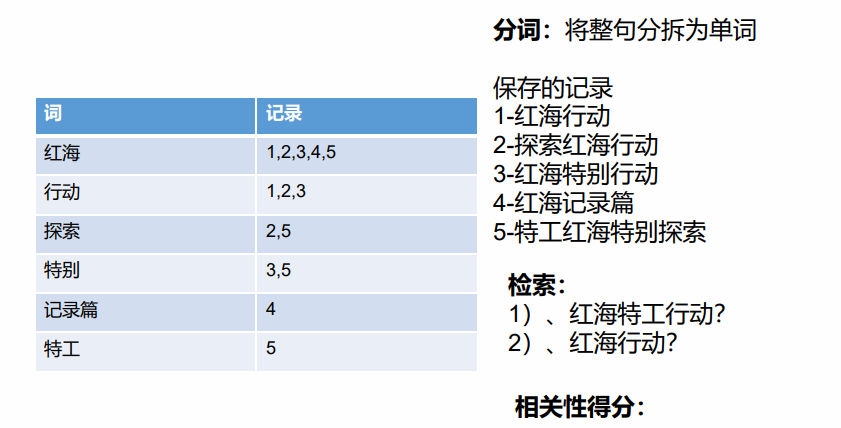 分词：将整句分拆为单词
保存的记录
1-红海行动
2-探索红海行动
3-红海特别行动
4-红海记录篇
5-特工红海特别探索
词 记录
红海 1,2,3,4,5
行动 1,2,3
探索 2,5
特别 3,5
记录篇 4
特工 5
检索：
1）、红海特工行动？
2）、红海行动？
相关性得分：